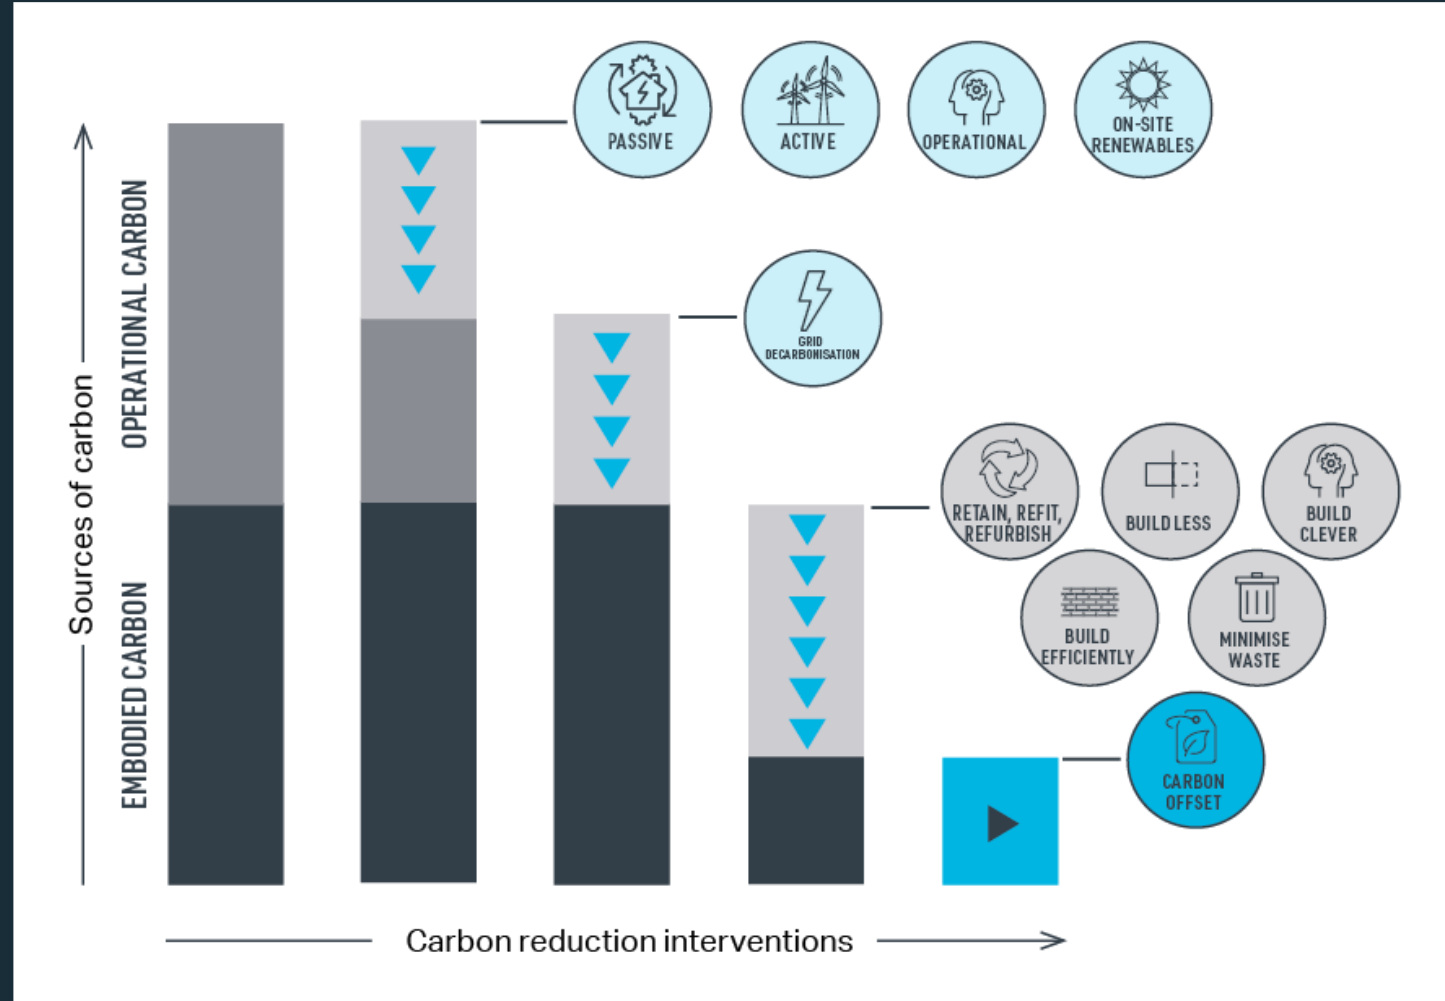 PASSIVE
ACTIVE
OPERATIONAL
ON-SITE
RENEWABLES
OPERATIONAL CARBON
GRID
DECARBONISATION
Sources of carbon
RETAIN, REFIT,
REFURBISH
BUILD LESS
BUILD
CLEVER
EMBODIED CARBON
BUILD
EFFICIENTLY
MINIMISE
WASTE
CARBON
OFFSET
Carbon reduction interventions